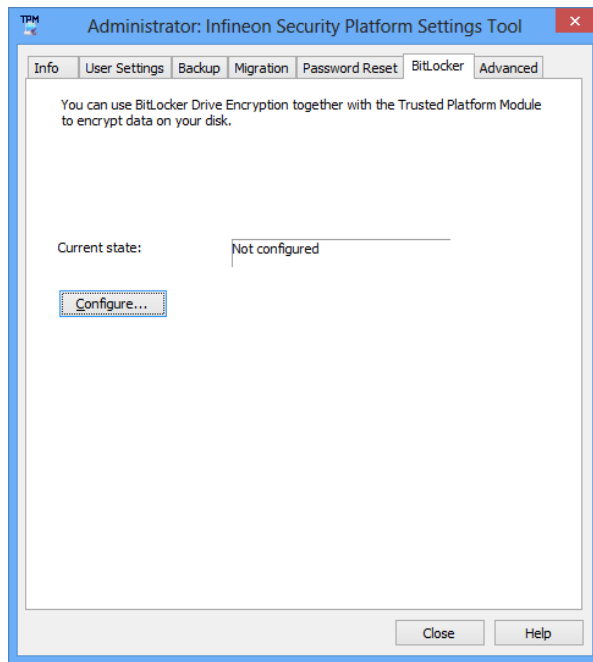 TPM
Administrator: Infineon Security Platform Settings Tool
Info User Settings Backup Migration Password Reset BitLocker Advanced
You can use BitLocker Drive Encryption together with the Trusted Platform Module
to encrypt data on your disk.
Current state: Not configured
Configure...
Close Help